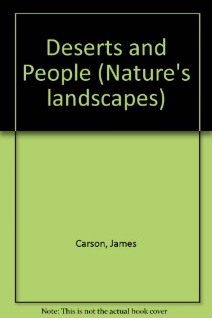 Deserts and
People (Nature's
landscapes)
Carson, James
Note: This is not the actual book cover